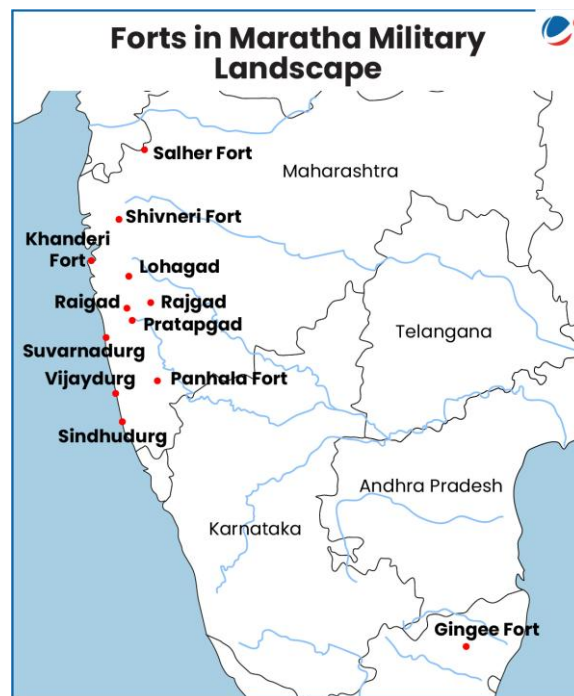 Forts in Maratha Military
Landscape
Salher Fort
Maharashtra
Shivneri Fort
Khanderi
Fort
Lohagad
Raigad
Rajgad
Pratapgad
Telangana
Suvarnadurg
Vijaydurg
Panhala Fort
Sindhudurg
Andhra Pradesh
Karnataka
Gingee Fort